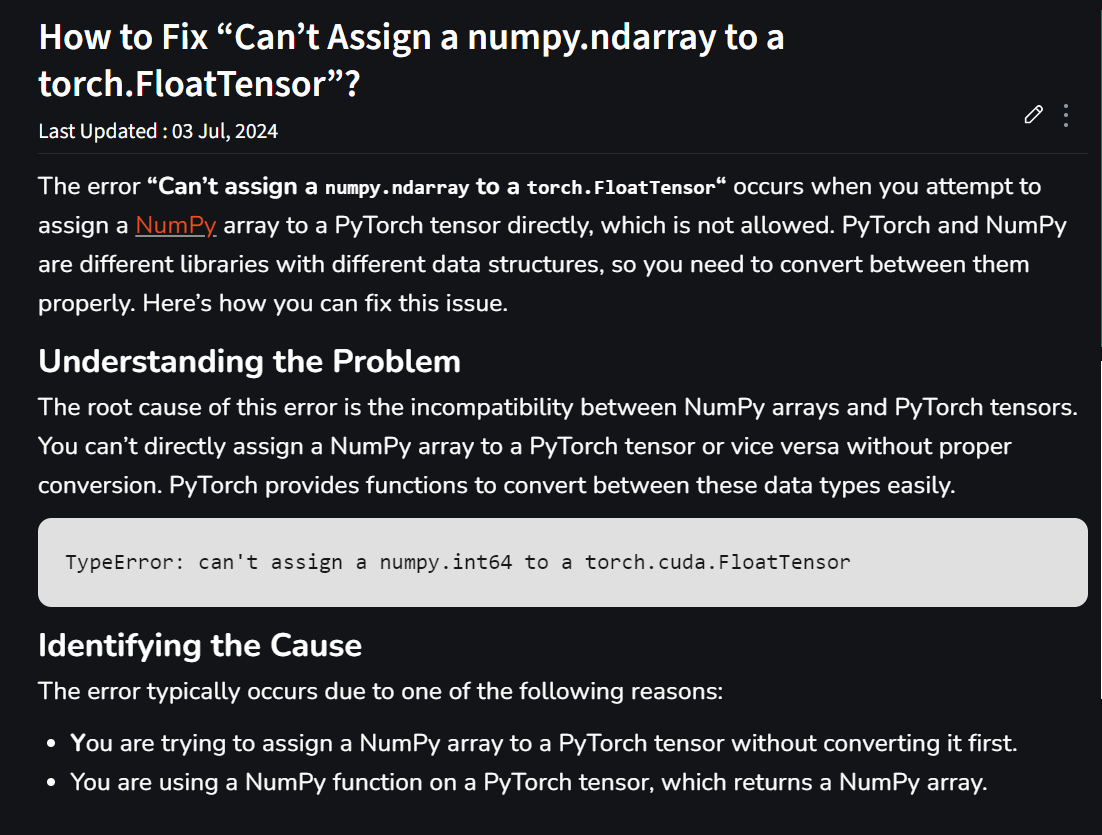 How to Fix “Can’t Assign a numpy.ndarray to a
torch.FloatTensor”?
Last Updated : 03 Jul, 2024
The error “Can’t assign a numpy.ndarray to a torch.FloatTensor“ occurs when you attempt to
assign a NumPy array to a PyTorch tensor directly, which is not allowed. PyTorch and NumPy
are different libraries with different data structures, so you need to convert between them
properly. Here’s how you can fix this issue.
Understanding the Problem
The root cause of this error is the incompatibility between NumPy arrays and PyTorch tensors.
You can’t directly assign a NumPy array to a PyTorch tensor or vice versa without proper
conversion. PyTorch provides functions to convert between these data types easily.
TypeError: can't assign a numpy.int64 to a torch.cuda.FloatTensor
Identifying the Cause
The error typically occurs due to one of the following reasons:
• You are trying to assign a NumPy array to a PyTorch tensor without converting it first.
• You are using a NumPy function on a PyTorch tensor, which returns a NumPy array.